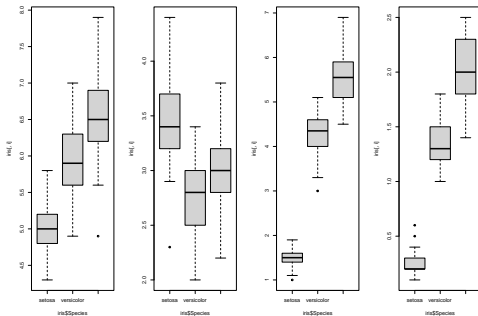 8.0
7.5
7.0
6.5
6.0
5.5
5.0
4.5
iris[, i]
setosa versicolor
iris$Species
4.0
3.5
3.0
2.5
2.0
iris[, i]
setosa versicolor
iris$Species
7
6
5
4
3
2
1
iris[, i]
setosa versicolor
iris$Species
2.5
2.0
1.5
1.0
0.5
iris[, i]
setosa versicolor
iris$Species